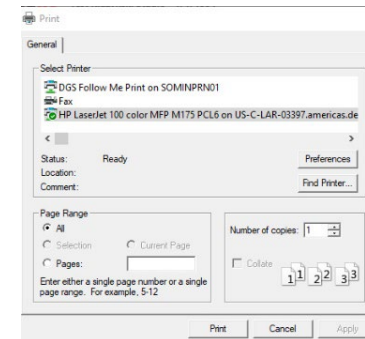 Print
General
Select Printer
DGS Follow Me Print on SOMINPRN01
Fax
HP LaserJet 100 color MFP M175 PCL6 on US-C-LAR-03397.americas.de
Status: Ready Preferences
Location:
Comment: Find Printer...
Page Range
All
Selection Current Page
Pages:
Enter either a single page number or a single
page range. For example, 5-12
Number of copies: 1
Collate
1 1 2 2 3 3
Print Cancel Apply